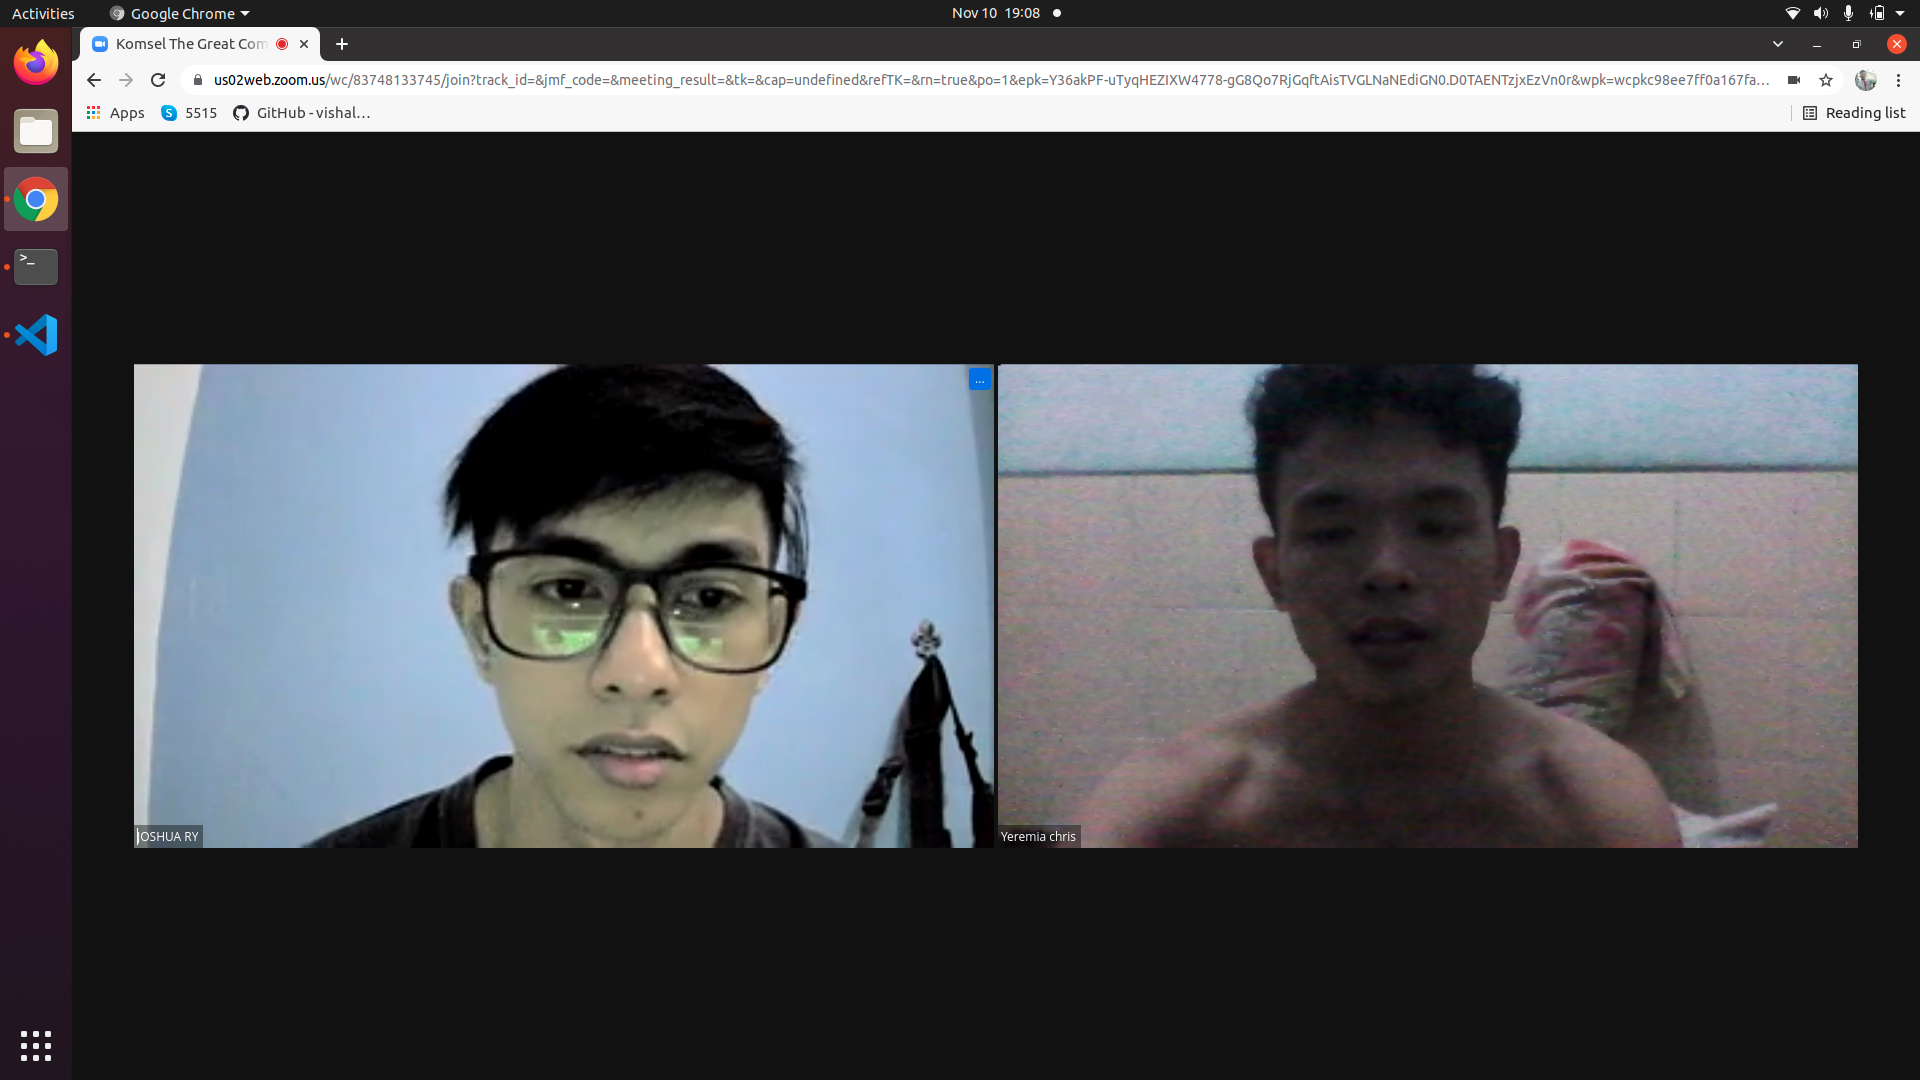 Activities
Google Chrome
Nov 10 19:08
Komsel The Great Com
us02web.zoom.us/wc/83748133745/join?track_id=&jmf_code=&meeting_result=&tk=&cap=undefined&refTK=&rn=true&po=1&epk=Y36akPF-uTyqHEZIXW4778-gG8Qo7RjGqftAisTVGLNaNEdiGN0.D0TAENTzjxEzVn0r&wpk=wcpkc98ee7ff0a167fa...
Apps
S 5515
GitHub - vishal...
Reading list
>_
...
JOSHUA RY
Yeremia chris